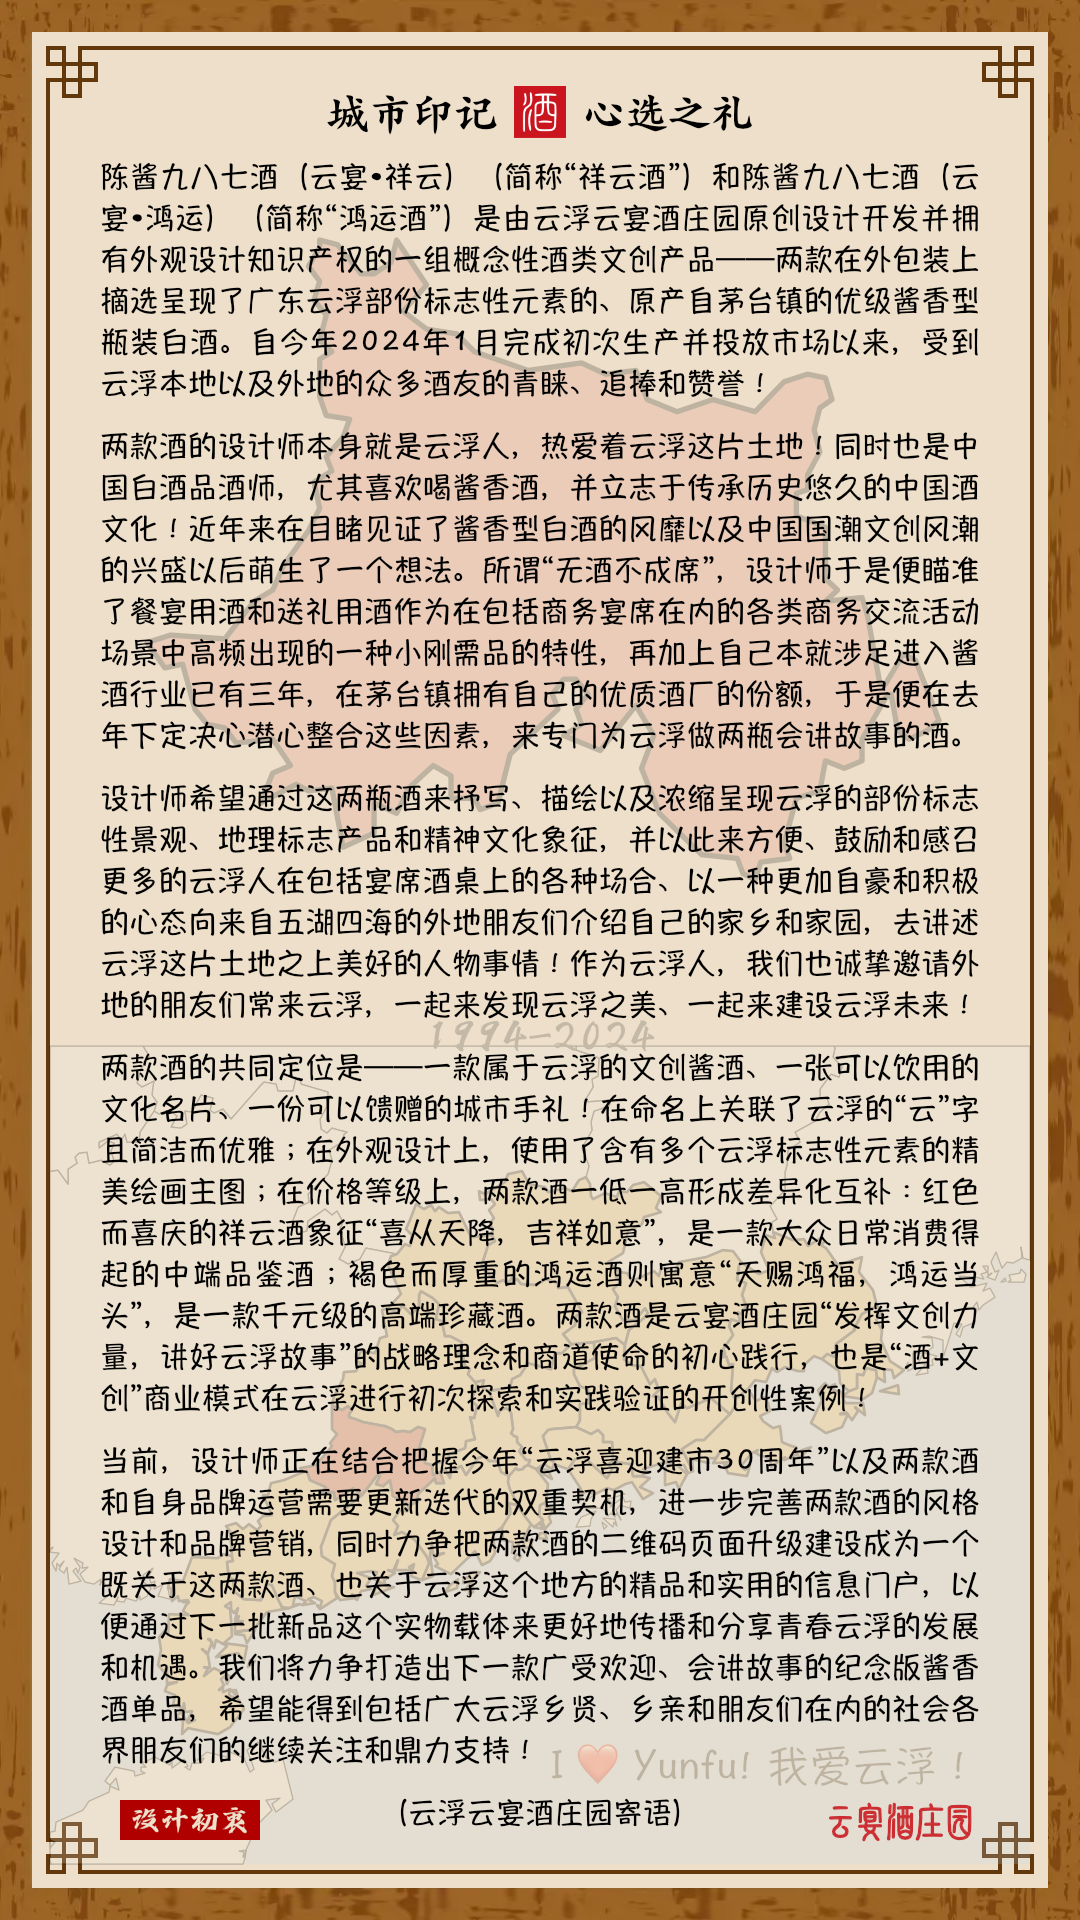 城市印记 酒 心选之礼
陈酱九八七酒（云宴•祥云）（简称“祥云酒”）和陈酱九八七酒（云
宴•鸿运）（简称“鸿运酒”）是由云浮云宴酒庄园原创设计开发并拥
有外观设计知识产权的一组概念性酒类文创产品——两款在外包装上
摘选呈现了广东云浮部份标志性元素的、原产自茅台镇的优级酱香型
瓶装白酒。自今年2024年1月完成初次生产并投放市场以来，受到
云浮本地以及外地的众多酒友的青睐、追捧和赞誉！
两款酒的设计师本身就是云浮人，热爱着云浮这片土地！同时也是中
国白酒品酒师，尤其喜欢喝酱香酒，并立志于传承历史悠久的中国酒
文化！近年来在目睹见证了酱香型白酒的风靡以及中国国潮文创风潮
的兴盛以后萌生了一个想法。所谓“无酒不成席”，设计师于是便瞄准
了餐宴用酒和送礼用酒作为在包括商务宴席在内的各类商务交流活动
场景中高频出现的一种小刚需品的特性，再加上自己本就涉足进入酱
酒行业已有三年，在茅台镇拥有自己的优质酒厂的份额，于是便在去
年下定决心潜心整合这些因素，来专门为云浮做两瓶会讲故事的酒。
设计师希望通过这两瓶酒来抒写、描绘以及浓缩呈现云浮的部份标志
性景观、地理标志产品和精神文化象征，并以此来方便、鼓励和感召
更多的云浮人在包括宴席酒桌上的各种场合、以一种更加自豪和积极
的心态向来自五湖四海的外地朋友们介绍自己的家乡和家园，去讲述
云浮这片土地之上美好的人物事情！作为云浮人，我们也诚挚邀请外
地的朋友们常来云浮，一起来发现云浮之美、一起来建设云浮未来！
1994-2024
两款酒的共同定位是——一款属于云浮的文创酱酒、一张可以饮用的
文化名片、一份可以馈赠的城市手礼！在命名上关联了云浮的“云”字
且简洁而优雅；在外观设计上，使用了含有多个云浮标志性元素的精
美绘画主图；在价格等级上，两款酒一低一高形成差异化互补：红色
而喜庆的祥云酒象征“喜从天降，吉祥如意”，是一款大众日常消费得
起的中端品鉴酒；褐色而厚重的鸿运酒则寓意“天赐鸿福，鸿运当
头”，是一款千元级的高端珍藏酒。两款酒是云宴酒庄园“发挥文创力
量，讲好云浮故事”的战略理念和商道使命的初心践行，也是“酒+文
创”商业模式在云浮进行初次探索和实践验证的开创性案例！
当前，设计师正在结合把握今年“云浮喜迎建市30周年”以及两款酒
和自身品牌运营需要更新迭代的双重契机，进一步完善两款酒的风格
设计和品牌营销，同时力争把两款酒的二维码页面升级建设成为一个
既关于这两款酒、也关于云浮这个地方的精品和实用的信息门户，以
便通过下一批新品这个实物载体来更好地传播和分享青春云浮的发展
和机遇。我们将力争打造出下一款广受欢迎、会讲故事的纪念版酱香
酒单品，希望能得到包括广大云浮乡贤、乡亲和朋友们在内的社会各
界朋友们的继续关注和鼎力支持！
I ❤ Yunfu! 我爱云浮！
设计初衷
(云浮云宴酒庄园寄语)
云宴酒庄园